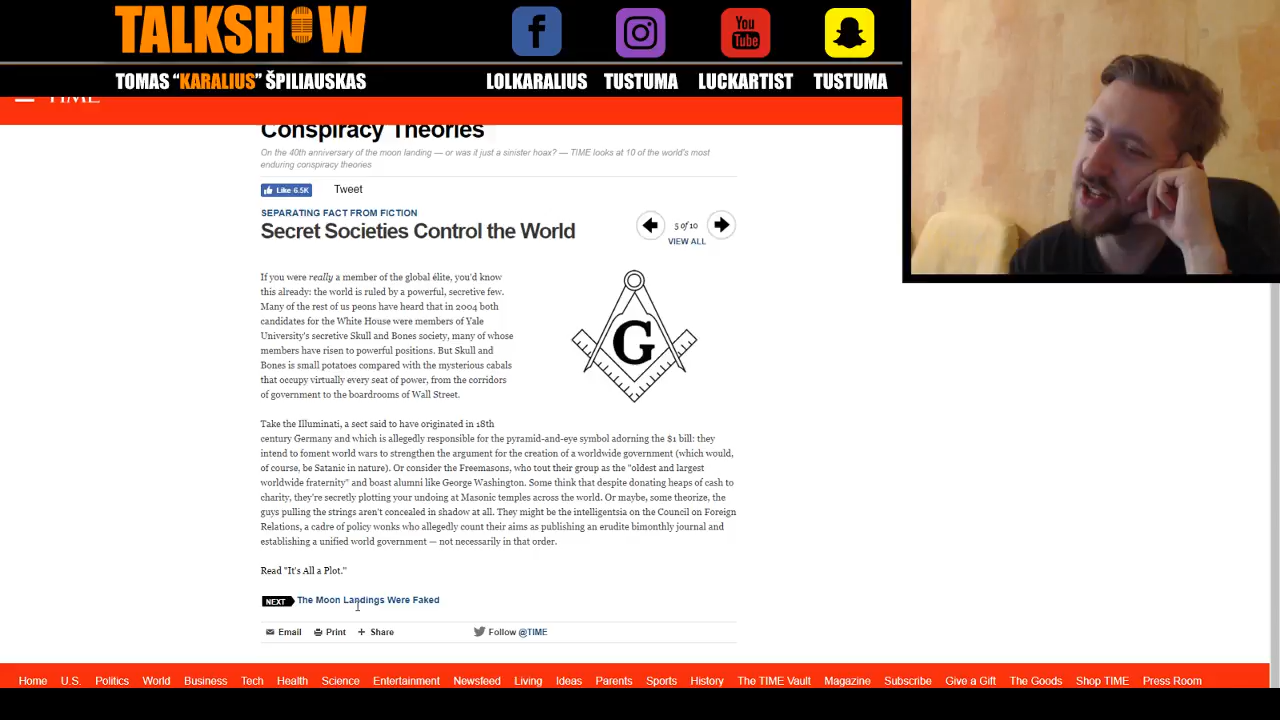 TALKSHOW
TOMAS "KARALIUS" ŠPILIAUSKAS
You
Tube
LOLKARALIUS TUSTUMA LUCKARTIST TUSTUMA
TIME
Conspiracy Theories
On the 40th anniversary of the moon landing — or was it just a sinister hoax? — TIME looks at 10 of the world's most
enduring conspiracy theories
Like 6.5K Tweet
SEPARATING FACT FROM FICTION
Secret Societies Control the World
5 of 10
VIEW ALL
If you were really a member of the global élite, you'd know
this already: the world is ruled by a powerful, secretive few.
Many of the rest of us peons have heard that in 2004 both
candidates for the White House were members of Yale
University's secretive Skull and Bones society, many of whose
members have risen to powerful positions. But Skull and
Bones is small potatoes compared with the mysterious cabals
that occupy virtually every seat of power, from the corridors
of government to the boardrooms of Wall Street.
G
Take the Illuminati, a sect said to have originated in 18th
century Germany and which is allegedly responsible for the pyramid-and-eye symbol adorning the $1 bill: they
intend to foment world wars to strengthen the argument for the creation of a worldwide government (which would,
of course, be Satanic in nature). Or consider the Freemasons, who tout their group as the "oldest and largest
worldwide fraternity" and boast alumni like George Washington. Some think that despite donating heaps of cash to
charity, they're secretly plotting your undoing at Masonic temples across the world. Or maybe, some theorize, the
guys pulling the strings aren't concealed in shadow at all. They might be the intelligentsia on the Council on Foreign
Relations, a cadre of policy wonks who allegedly count their aims as publishing an erudite bimonthly journal and
establishing a unified world government — not necessarily in that order.
Read "It's All a Plot."
NEXT The Moon Landings Were Faked
Email Print Share Follow @TIME
Home U.S. Politics World Business Tech Health Science Entertainment Newsfeed Living Ideas Parents Sports History The TIME Vault Magazine Subscribe Give a Gift The Goods Shop TIME Press Room